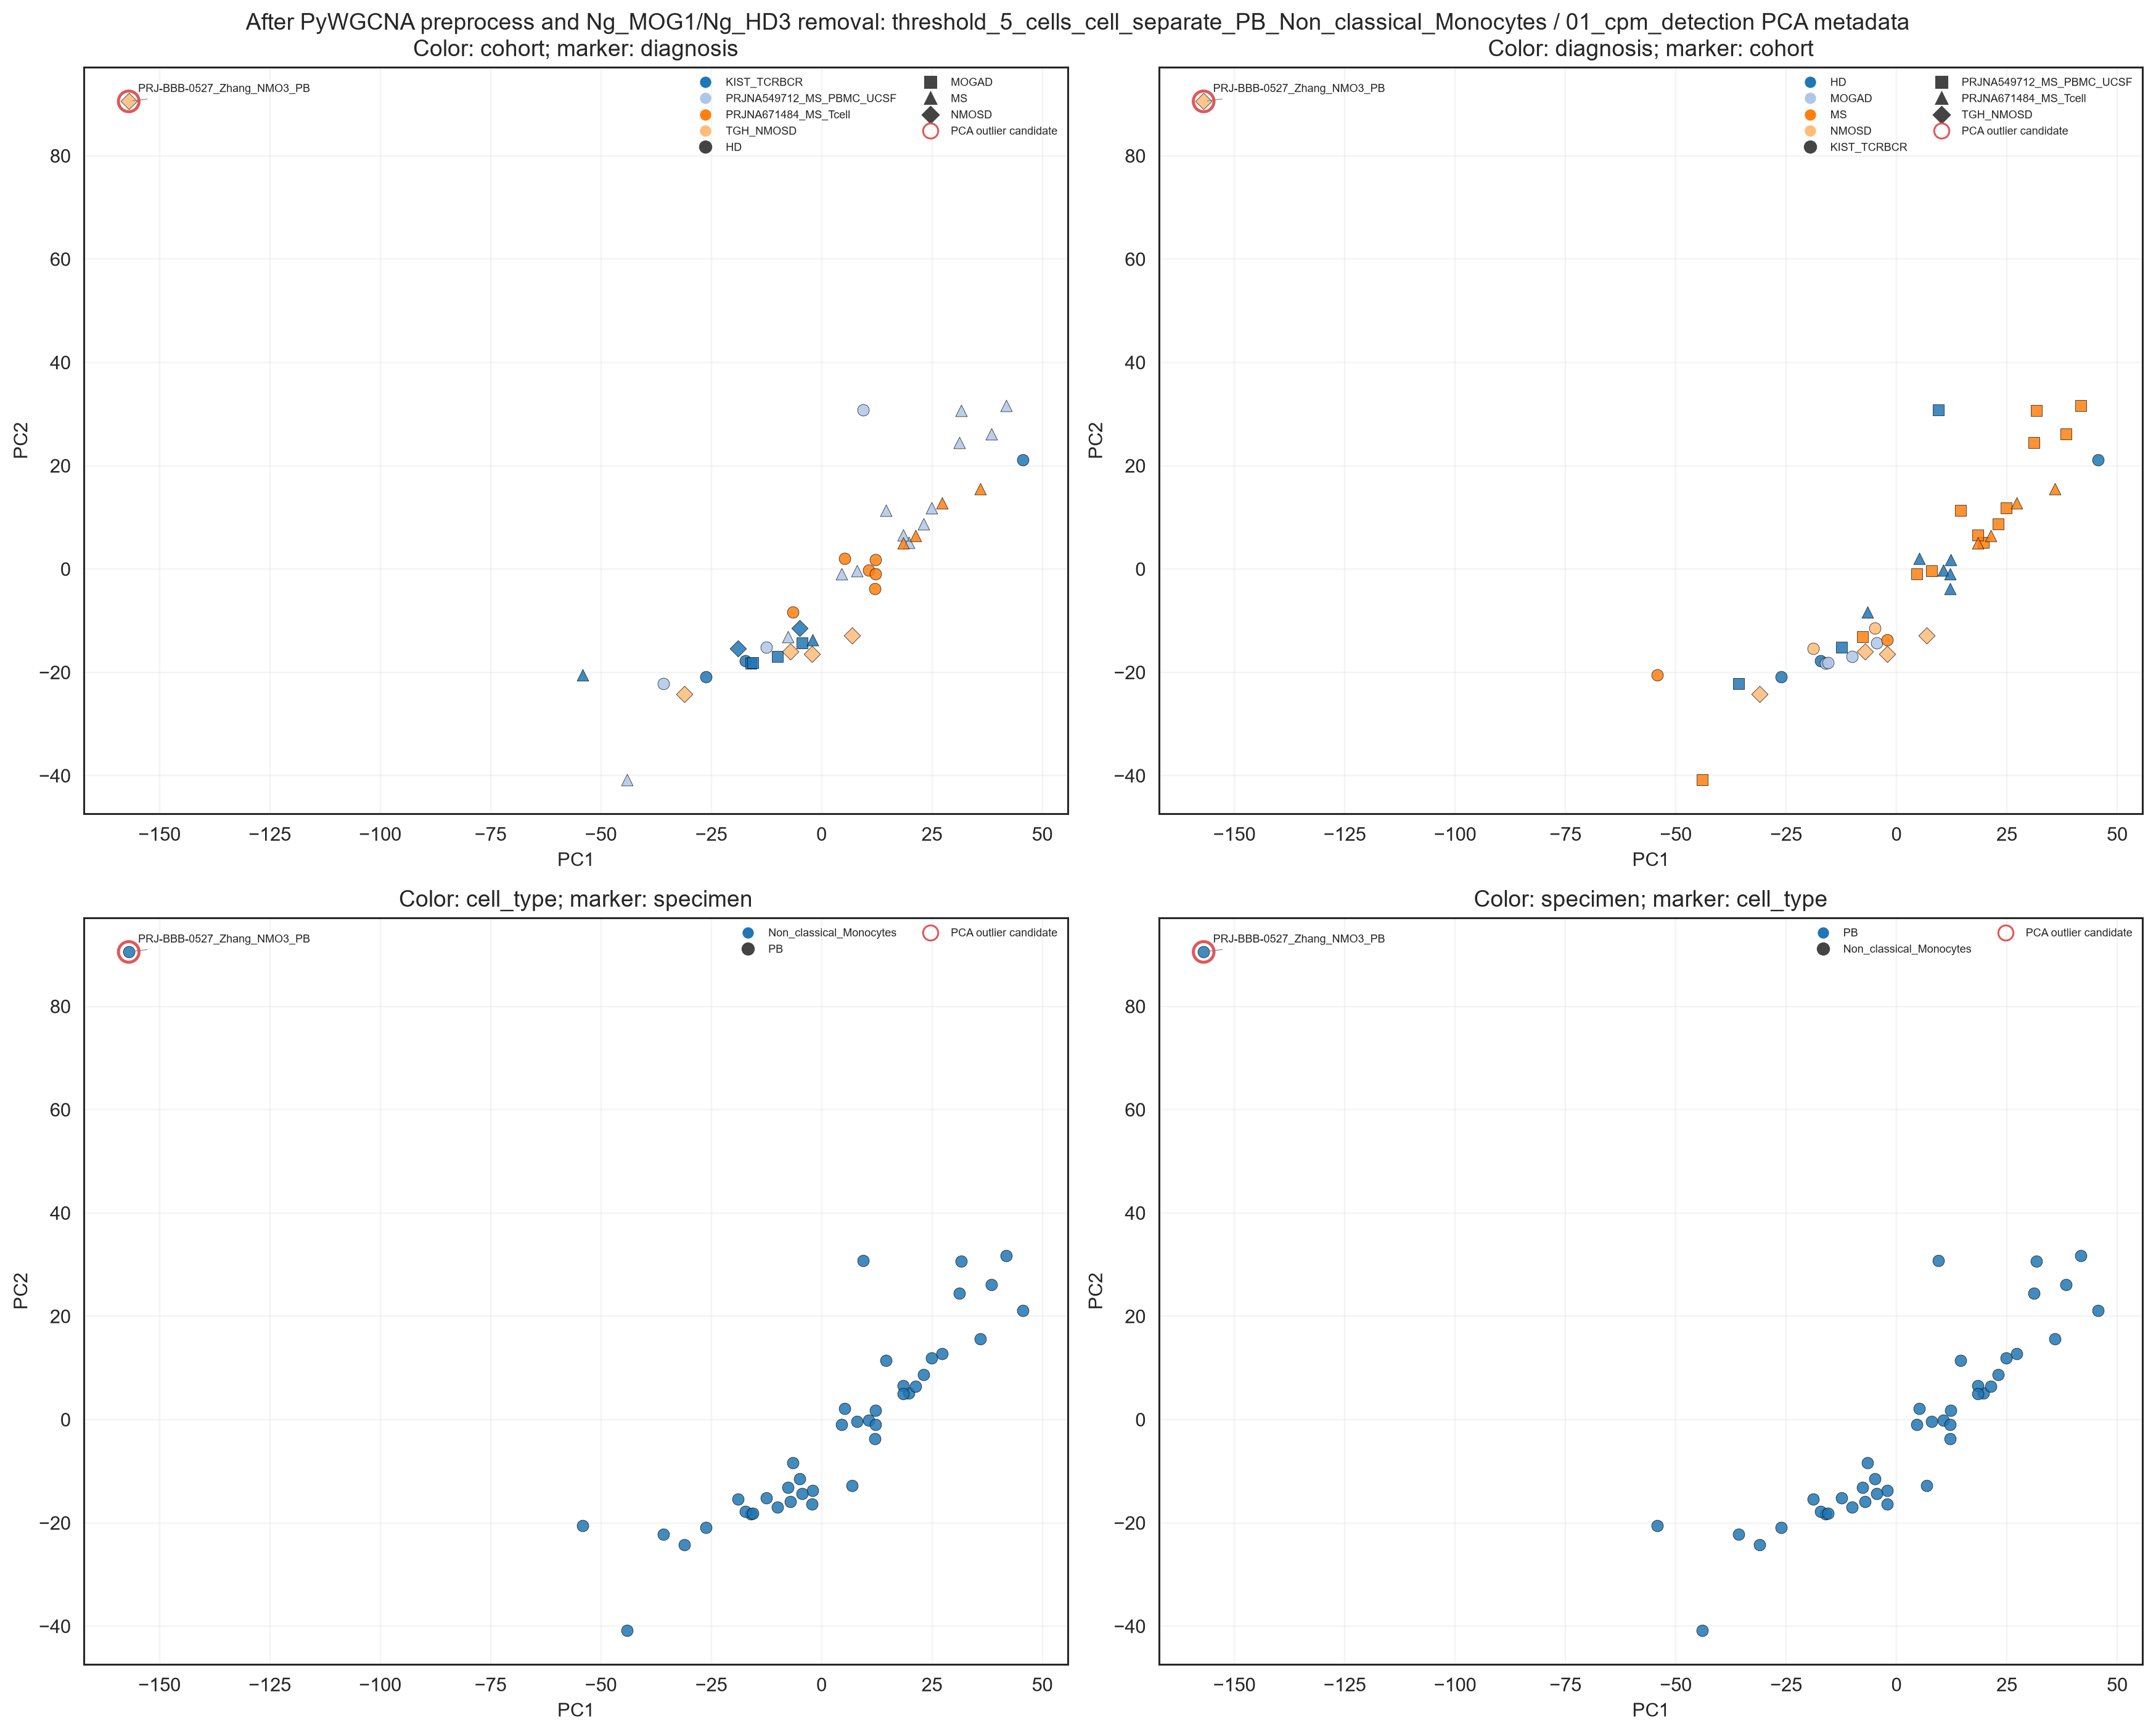 After PyWGCNA preprocess and Ng_MOG1/Ng_HD3 removal: threshold_5_cells_cell_separate_PB_Non_classical_Monocytes / 01_cpm_detection PCA metadata
Color: cohort; marker: diagnosis
PRJ-BBB-0527_Zhang_NMO3_PB
KIST_TCRBCR
PRJNA549712_MS_PBMC_UCSF
PRJNA671484_MS_Tcell
TGH_NMOSD
HD
MOGAD
MS
NMOSD
PCA outlier candidate
80
60
40
20
0
−20
−40
PC2
−150 −125 −100 −75 −50 −25 0 25 50
PC1
Color: diagnosis; marker: cohort
PRJ-BBB-0527_Zhang_NMO3_PB
HD
MOGAD
MS
NMOSD
KIST_TCRBCR
PRJNA549712_MS_PBMC_UCSF
PRJNA671484_MS_Tcell
TGH_NMOSD
PCA outlier candidate
80
60
40
20
0
−20
−40
PC2
−150 −125 −100 −75 −50 −25 0 25 50
PC1
Color: cell_type; marker: specimen
PRJ-BBB-0527_Zhang_NMO3_PB
Non_classical_Monocytes
PB
PCA outlier candidate
80
60
40
20
0
−20
−40
PC2
−150 −125 −100 −75 −50 −25 0 25 50
PC1
Color: specimen; marker: cell_type
PRJ-BBB-0527_Zhang_NMO3_PB
PB
Non_classical_Monocytes
PCA outlier candidate
80
60
40
20
0
−20
−40
PC2
−150 −125 −100 −75 −50 −25 0 25 50
PC1